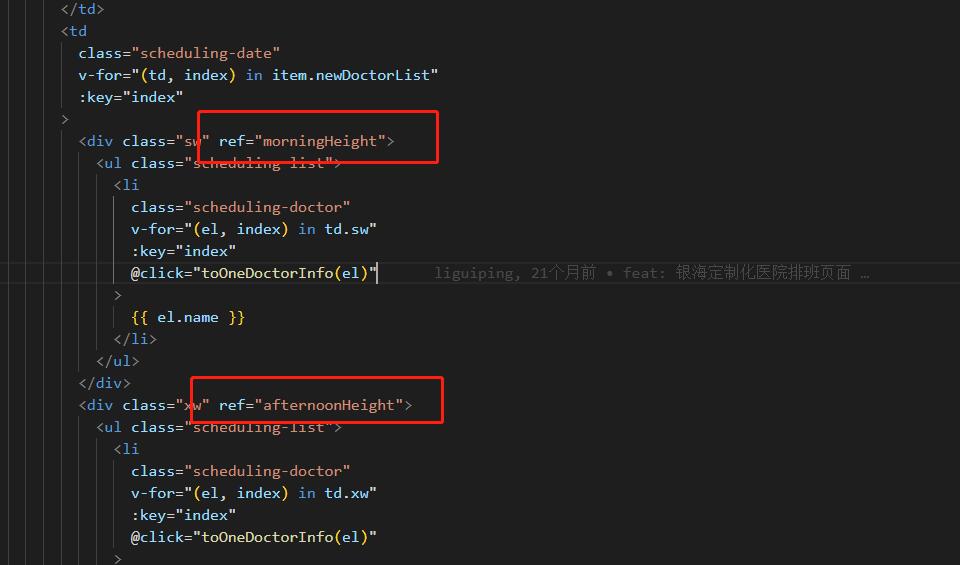 </td>
<td
class="scheduling-date"
v-for="(td, index) in item.newDoctorList"
:key="index"
>
<div class="sw" ref="morningHeight">
<ul class="scheduling-list">
<li
class="scheduling-doctor"
v-for="(el, index) in td.sw"
:key="index"
@click="toOneDoctorInfo(el)" liguiping, 21个月前 • feat: 银海定制化医院排班页面 …
>
{{ el.name }}
</li>
</ul>
</div>
<div class="xw" ref="afternoonHeight">
<ul class="scheduling-list">
<li
class="scheduling-doctor"
v-for="(el, index) in td.xw"
:key="index"
@click="toOneDoctorInfo(el)"
>